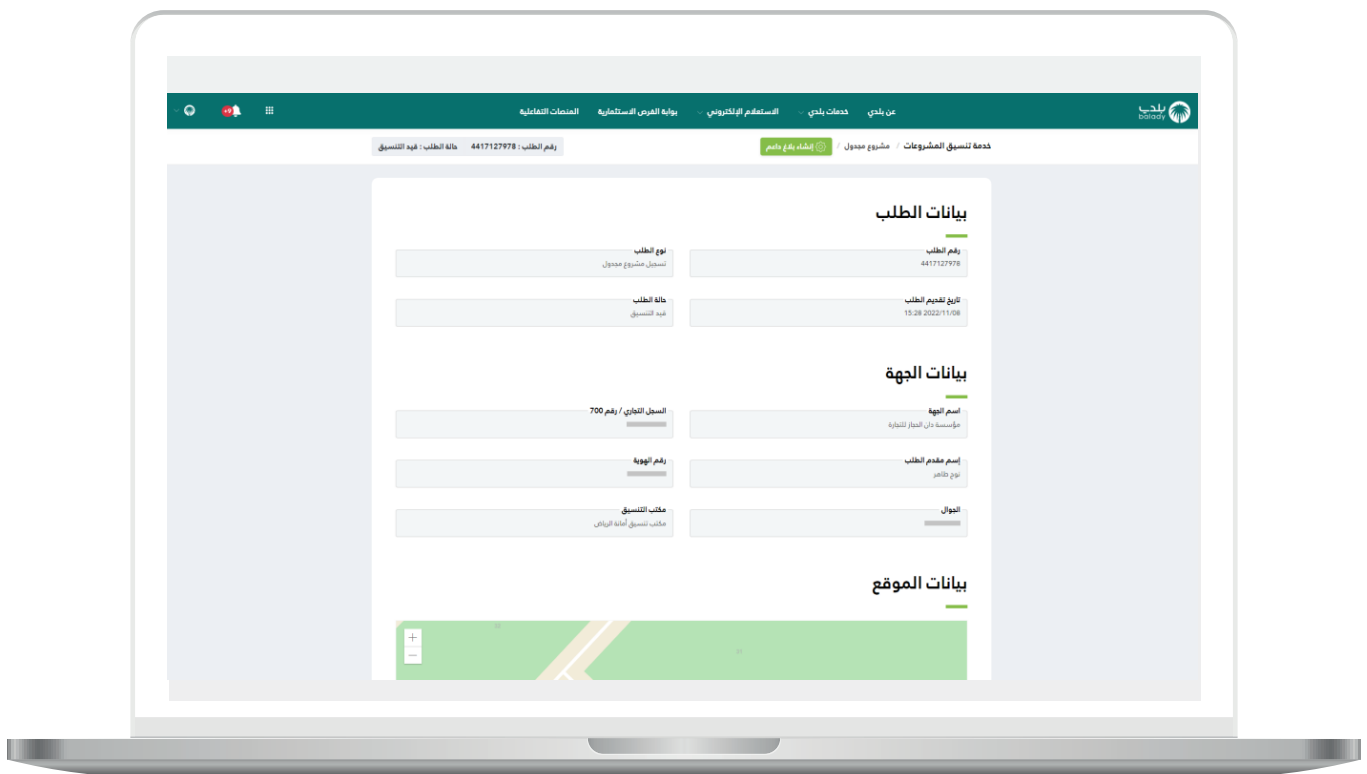 بلدي
balady
عن بلدي
خدمات بلدي
الاستعلام الإلكتروني
بوابة الفرص الاستثمارية
المنصات التفاعلية
خدمة تنسيق المشروعات / مشروع مجدول / إنشاء بلاغ داعم
رقم الطلب : 4417127978 حالة الطلب : قيد التنسيق
بيانات الطلب
رقم الطلب
4417127978
نوع الطلب
تسجيل مشروع مجدول
تاريخ تقديم الطلب
2022/11/08 15:28
حالة الطلب
قيد التنسيق
بيانات الجهة
اسم الجهة
مؤسسة دان الحجاز للتجارة
السجل التجاري / رقم 700
إسم مقدم الطلب
نوح طاهر
رقم الهوية
الجوال
مكتب التنسيق
مكتب تنسيق أمانة الرياض
بيانات الموقع
+
−